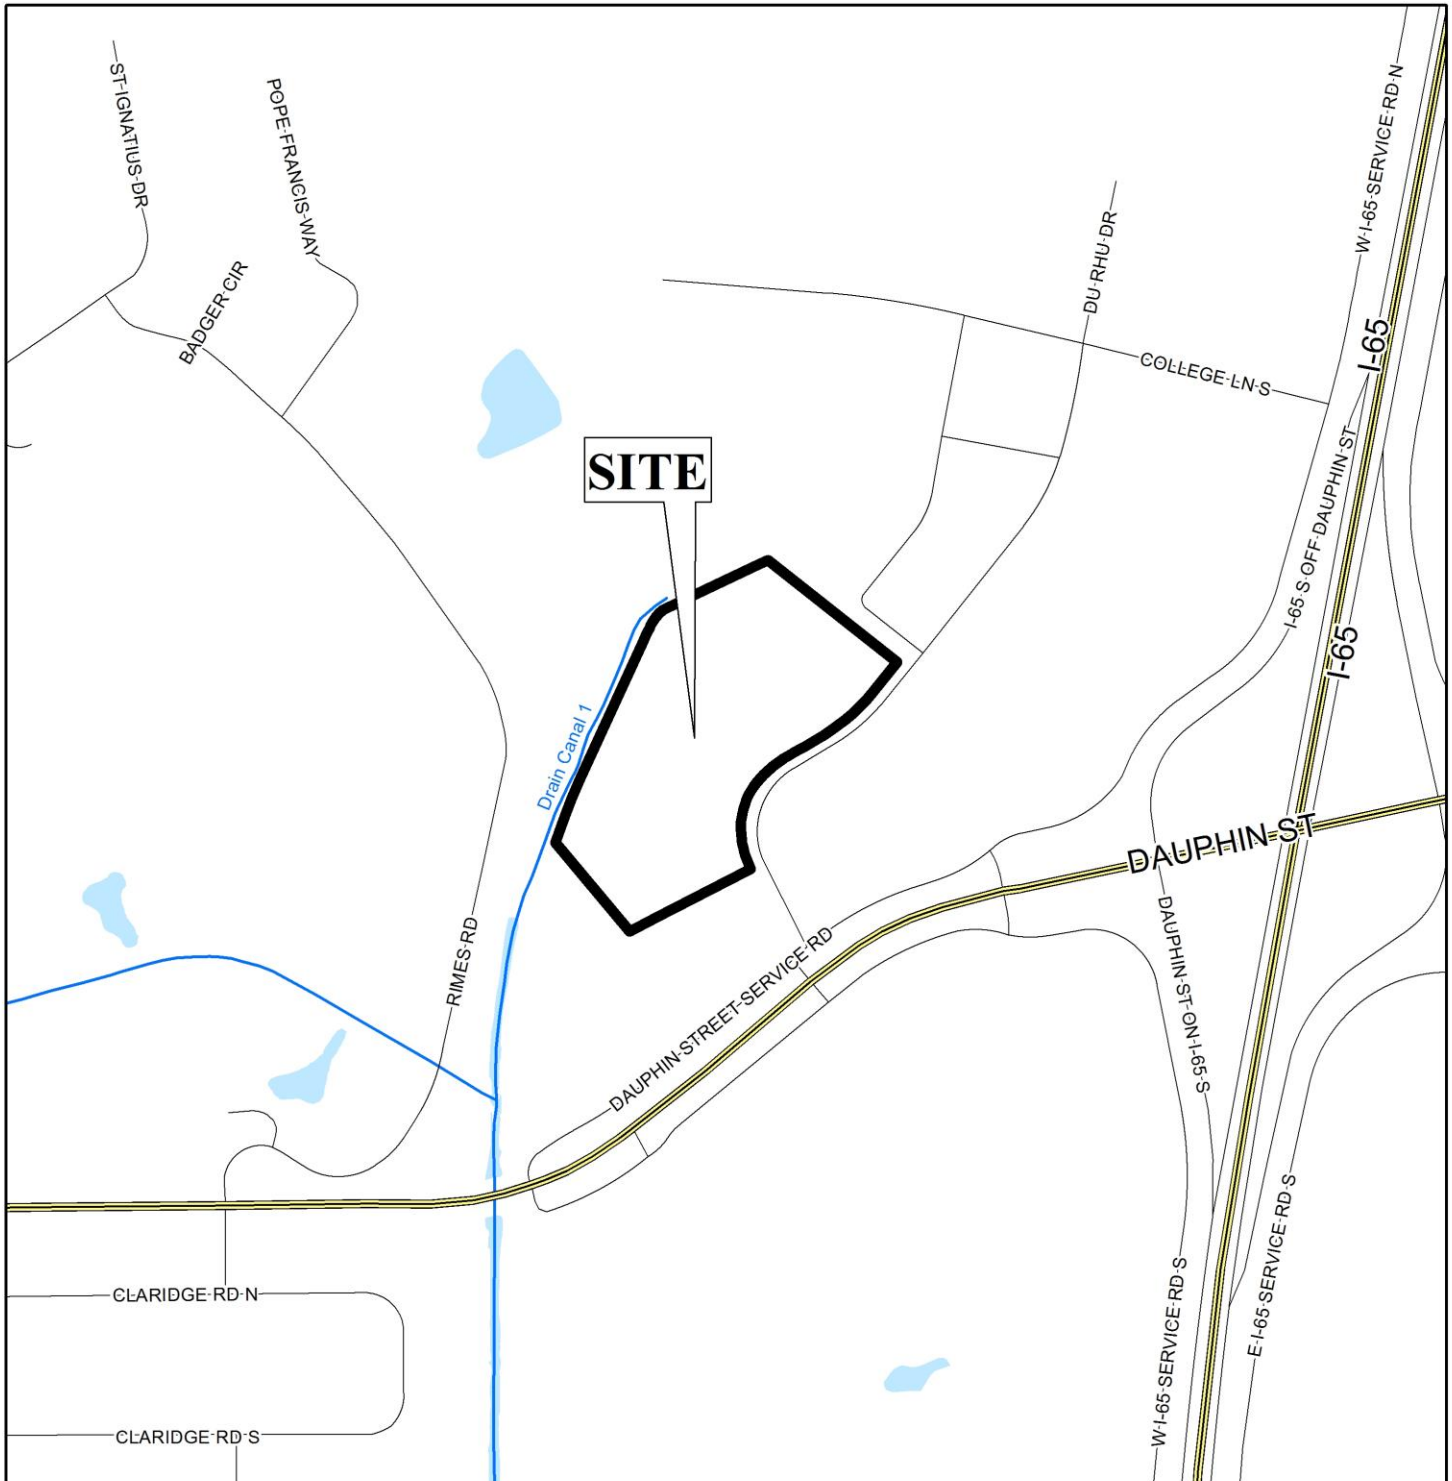 ST IGNATIUS DR
POPE FRANCIS WAY
BADGER CIR
W I-65 SERVICE RD N
DU RHU DR
COLLEGE LN S
I-65
I-65 S OFF DAUPHIN ST
SITE
I-65
Drain Canal 1
DAUPHIN ST
RIMES RD
DAUPHIN STREET SERVICE RD
DAUPHIN ST ON I-65 S
CLARIDGE RD N
W I-65 SERVICE RD S
E I-65 SERVICE RD S
CLARIDGE RD S